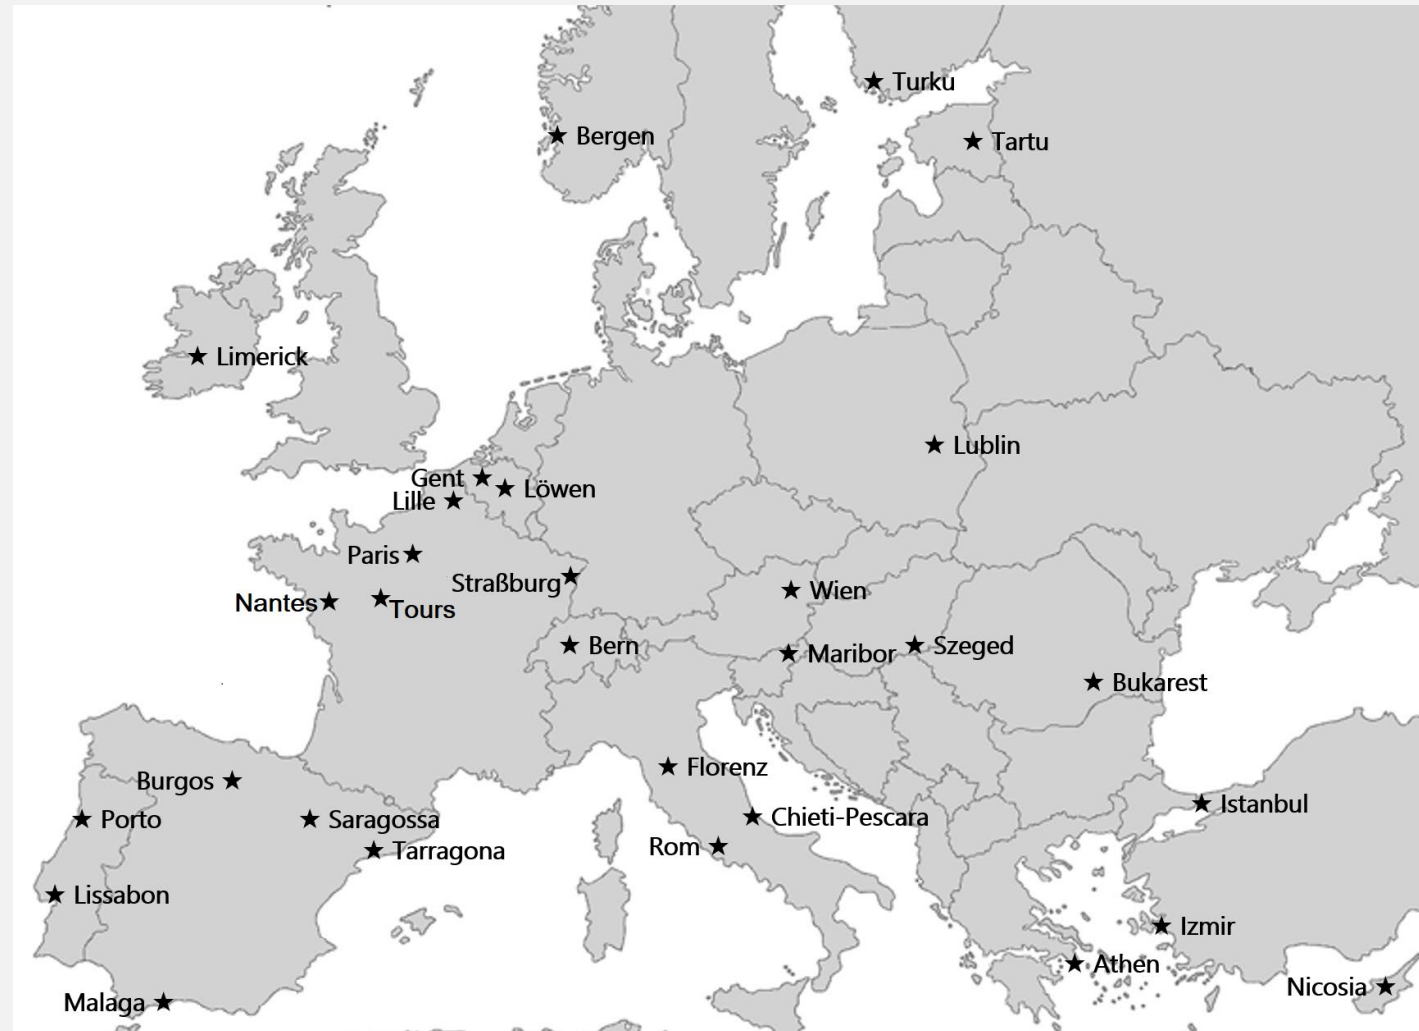 Turku
Bergen
Tartu
Limerick
Lublin
Gent
Löwen
Lille
Paris
Straßburg
Wien
Nantes
Tours
Bern
Maribor
Szeged
Bukarest
Florenz
Burgos
Istanbul
Porto
Saragossa
Chieti-Pescara
Rom
Tarragona
Lissabon
Izmir
Athen
Nicosia
Malaga